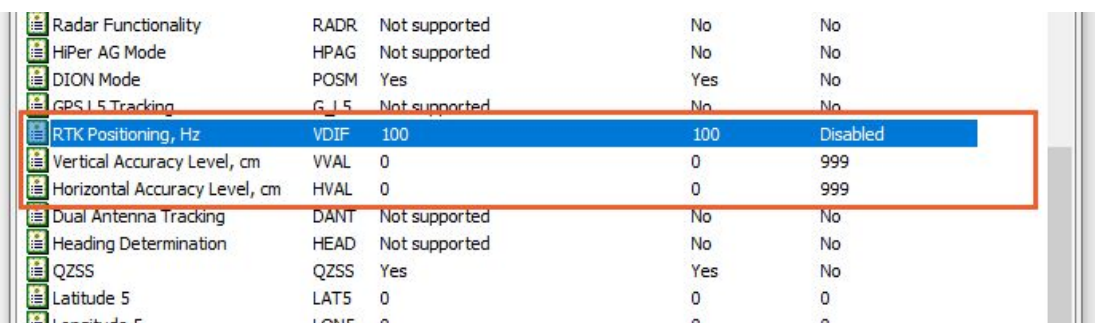 Radar Functionality RADR Not supported No No
HiPer AG Mode HPAG Not supported No No
DION Mode POSM Yes Yes No
GPS L5 Tracking G_L5 Not supported No No
RTK Positioning, Hz VDIF 100 100 Disabled
Vertical Accuracy Level, cm VVAL 0 0 999
Horizontal Accuracy Level, cm HVAL 0 0 999
Dual Antenna Tracking DANT Not supported No No
Heading Determination HEAD Not supported No No
QZSS QZSS Yes Yes No
Latitude 5 LAT5 0 0 0